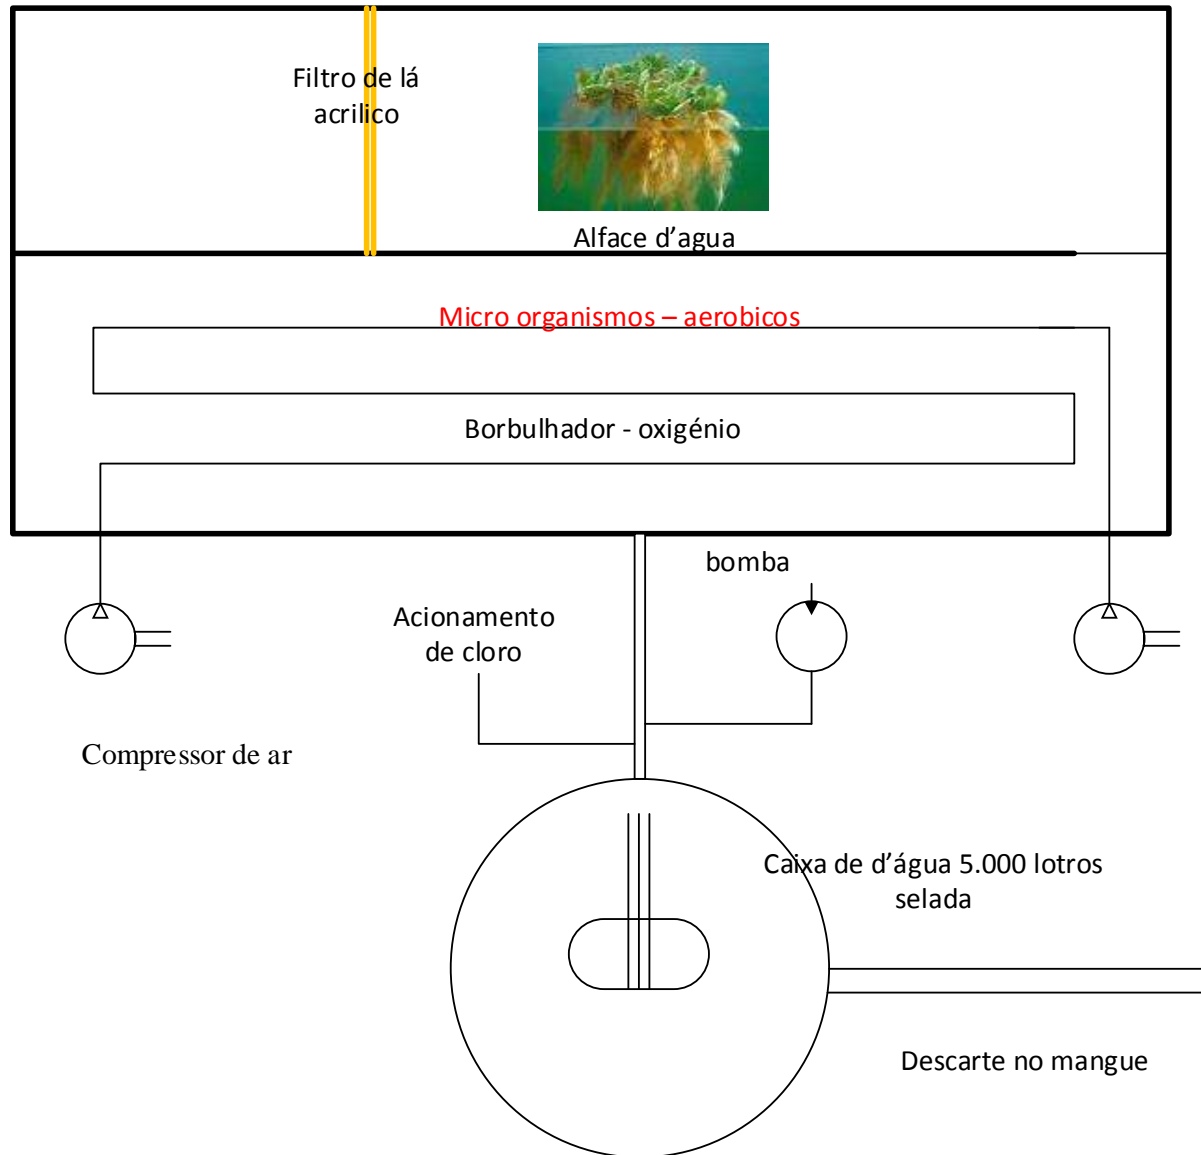 Filtro de lá
acrilico
Alface d’agua
Micro organismos – aerobicos
Borbulhador - oxigénio
bomba
Acionamento
de cloro
Compressor de ar
Caixa de d’água 5.000 lotros
selada
Descarte no mangue